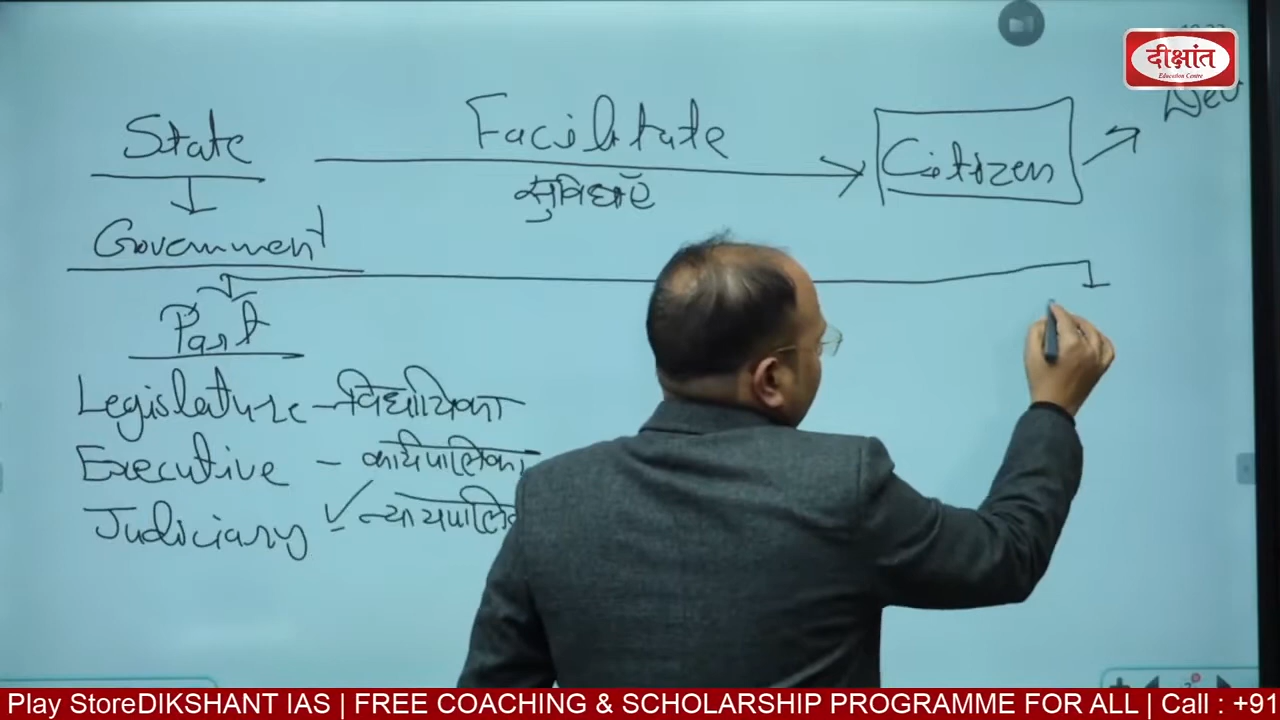 दीक्षांत
Education Centre
State
Facilitate
Citizen
सुविधाएँ
Government
Part
Legislature – विधायिका
Executive – कार्यपालिका
Judiciary
Play StoreDIKSHANT IAS | FREE COACHING & SCHOLARSHIP PROGRAMME FOR ALL | Call : +91